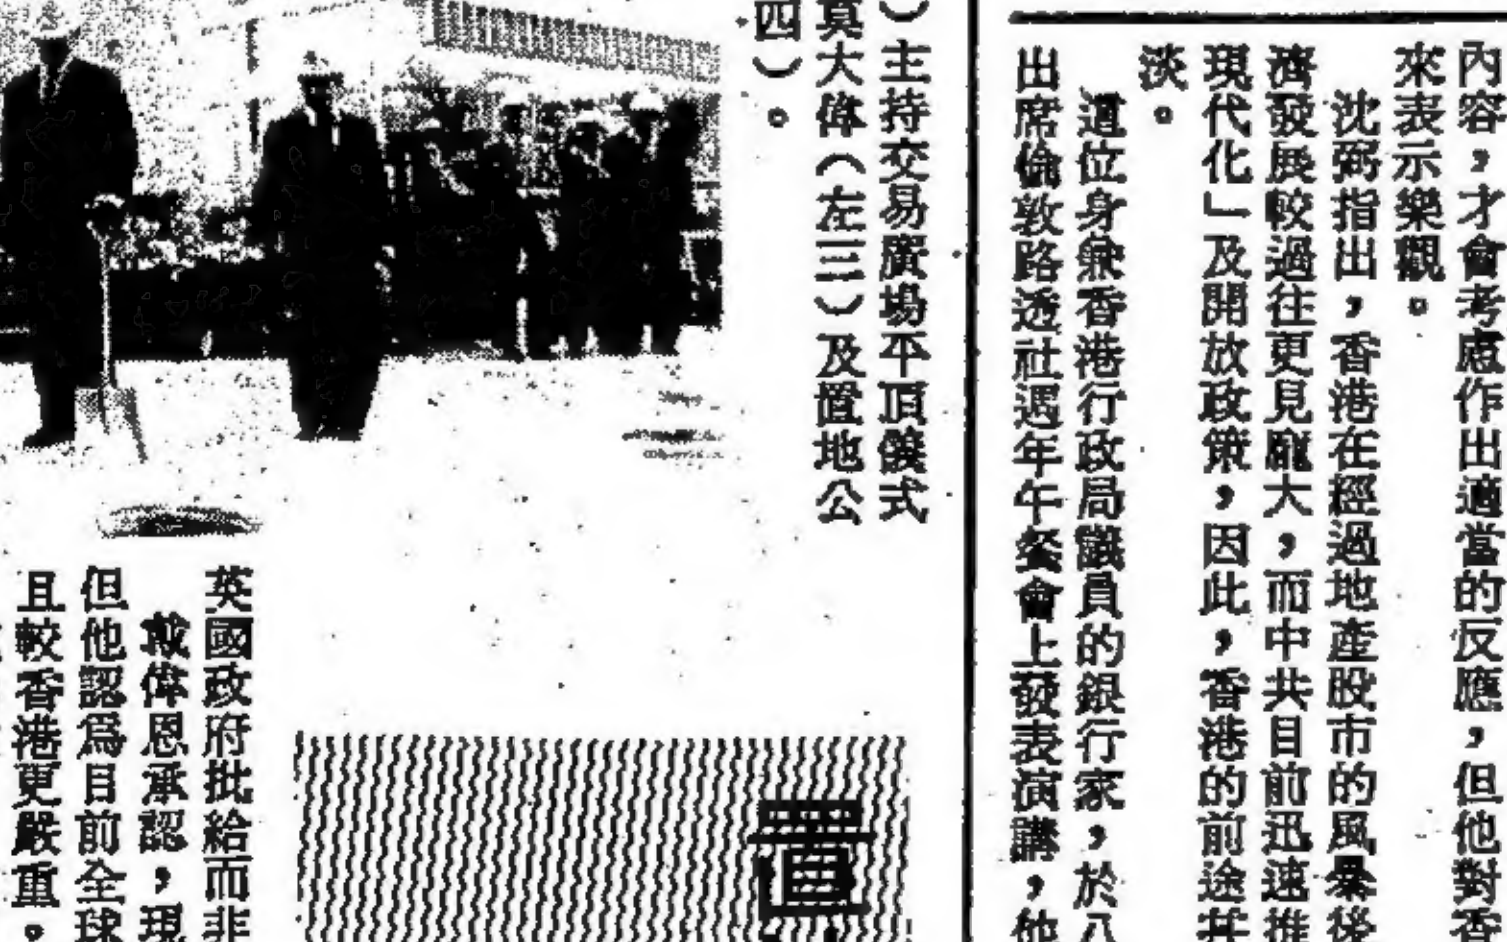 內容，才會考慮作出適當的反應，但他對香
來表示樂觀。
沈弼指出，香港在經過地產股市的風暴後
濟發展較過往更見龐大，而中共目前迅速推
現代化」及開放政策，因此，香港的前途并
淡。
這位身兼香港行政局議員的銀行家，於八
出席倫敦路透社週年午餐會上發表演講，他
）主持交易廣場平頂儀式
大偉（左三）及置地公
四）。
置
英國政府批給而非
戴偉恩承認，現
但他認爲目前全球
且較香港更嚴重。